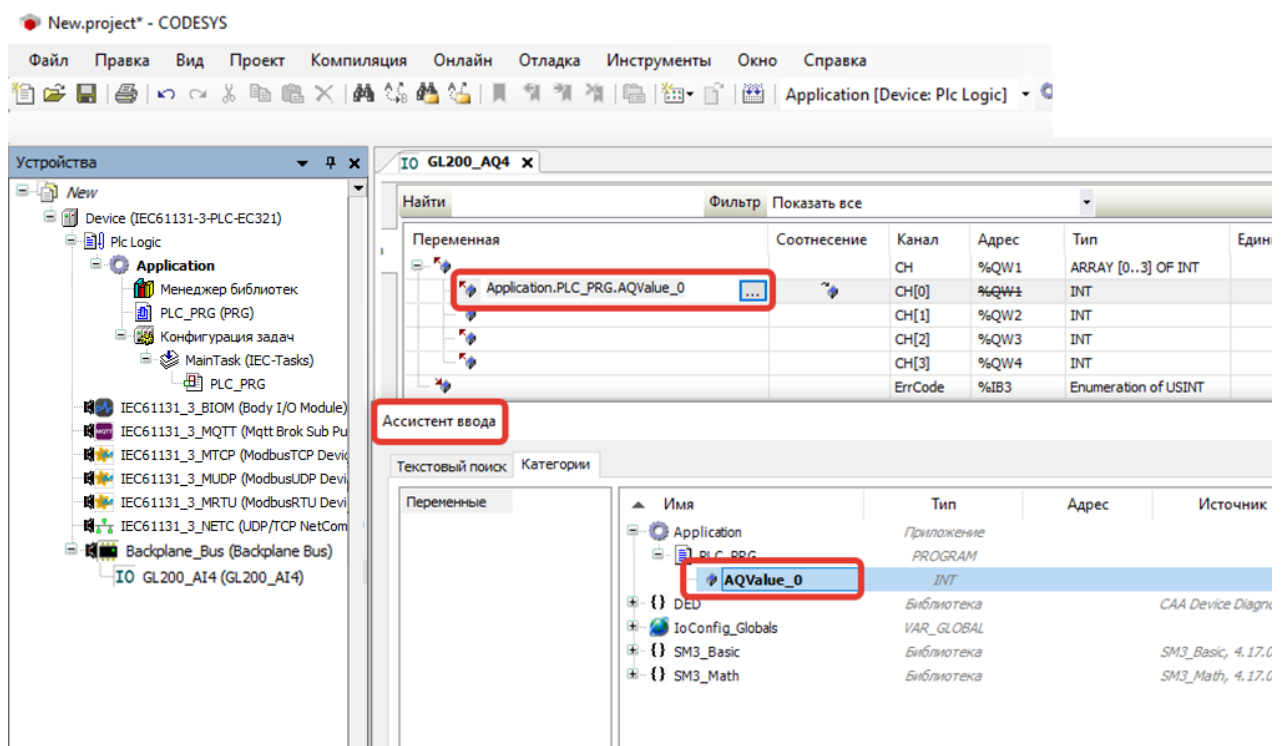 New.project* - CODESYS
Файл Правка Вид Проект Компиляция Онлайн Отладка Инструменты Окно Справка
Application [Device: Plc Logic]
Устройства
New
Device (IEC61131-3-PLC-EC321)
Plc Logic
Application
Менеджер библиотек
PLC_PRG (PRG)
Конфигурация задач
MainTask (IEC-Tasks)
PLC_PRG
IEC61131_3_BIOM (Body I/O Module)
IEC61131_3_MQTT (Mqtt Brok Sub Pu
IEC61131_3_MTCP (ModbusTCP Devic
IEC61131_3_MUDP (ModbusUDP Devi
IEC61131_3_MRTU (ModbusRTU Devi
IEC61131_3_NETC (UDP/TCP NetCom
Backplane_Bus (Backplane Bus)
IO GL200_AI4 (GL200_AI4)
IO GL200_AQ4
Найти Фильтр Показать все
Переменная Соотнесение Канал Адрес Тип Един
CH %QW1 ARRAY [0..3] OF INT
Application.PLC_PRG.AQValue_0 ... CH[0] %QW1 INT
CH[1] %QW2 INT
CH[2] %QW3 INT
CH[3] %QW4 INT
ErrCode %IB3 Enumeration of USINT
Ассистент ввода
Текстовый поиск Категории
Переменные
Имя Тип Адрес Источник
Application Приложение
PLC_PRG PROGRAM
AQValue_0 INT
DED Библиотека CAA Device Diagn
IoConfig_Globals VAR_GLOBAL
SM3_Basic Библиотека SM3_Basic, 4.17.0
SM3_Math Библиотека SM3_Math, 4.17.0